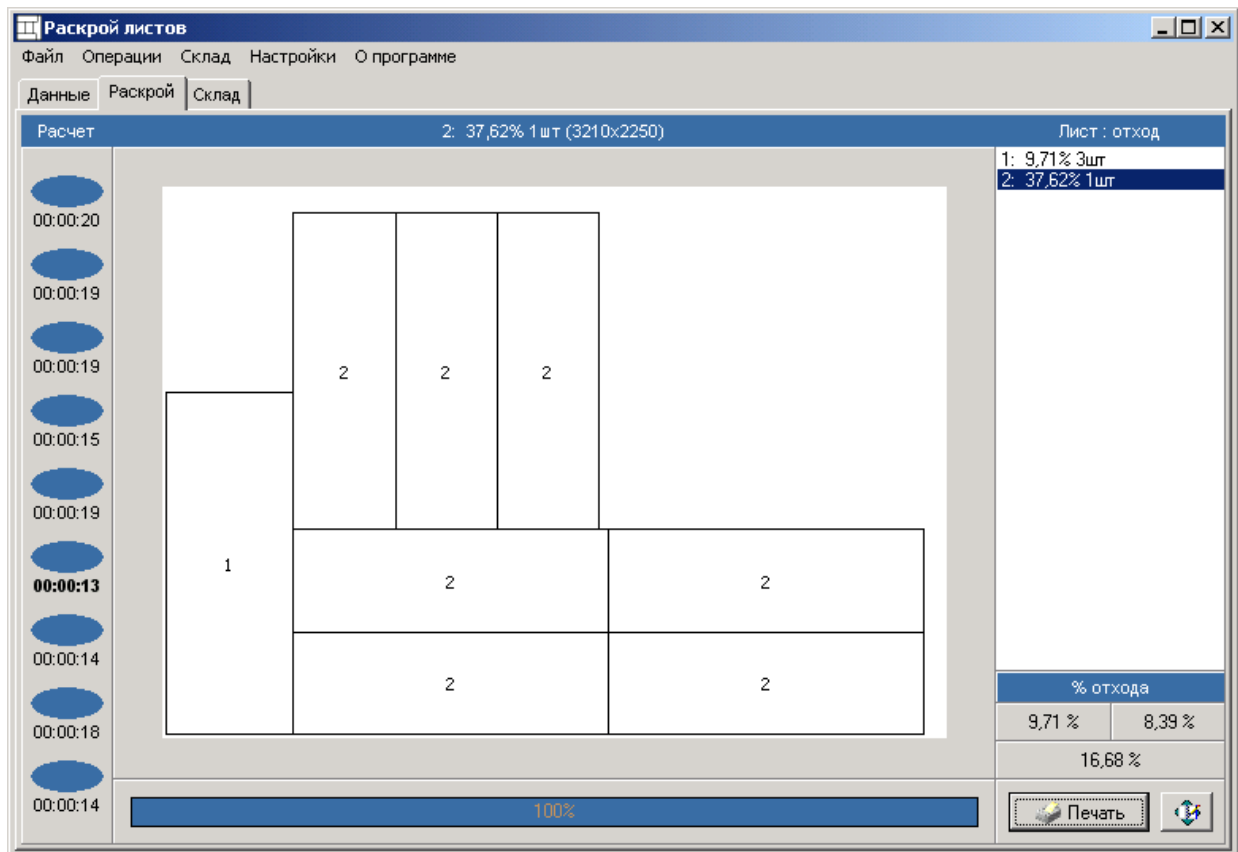 Раскрой листов
Файл Операции Склад Настройки О программе
Данные Раскрой Склад
Расчет 2: 37,62% 1шт (3210x2250) Лист : отход
1: 9,71% 3шт
2: 37,62% 1шт
00:00:20
00:00:19
00:00:19
2 2 2
00:00:15
00:00:19
1
00:00:13
2 2
00:00:14
2 2
% отхода
9,71 % 8,39 %
00:00:18
16,68 %
00:00:14
100%
Печать